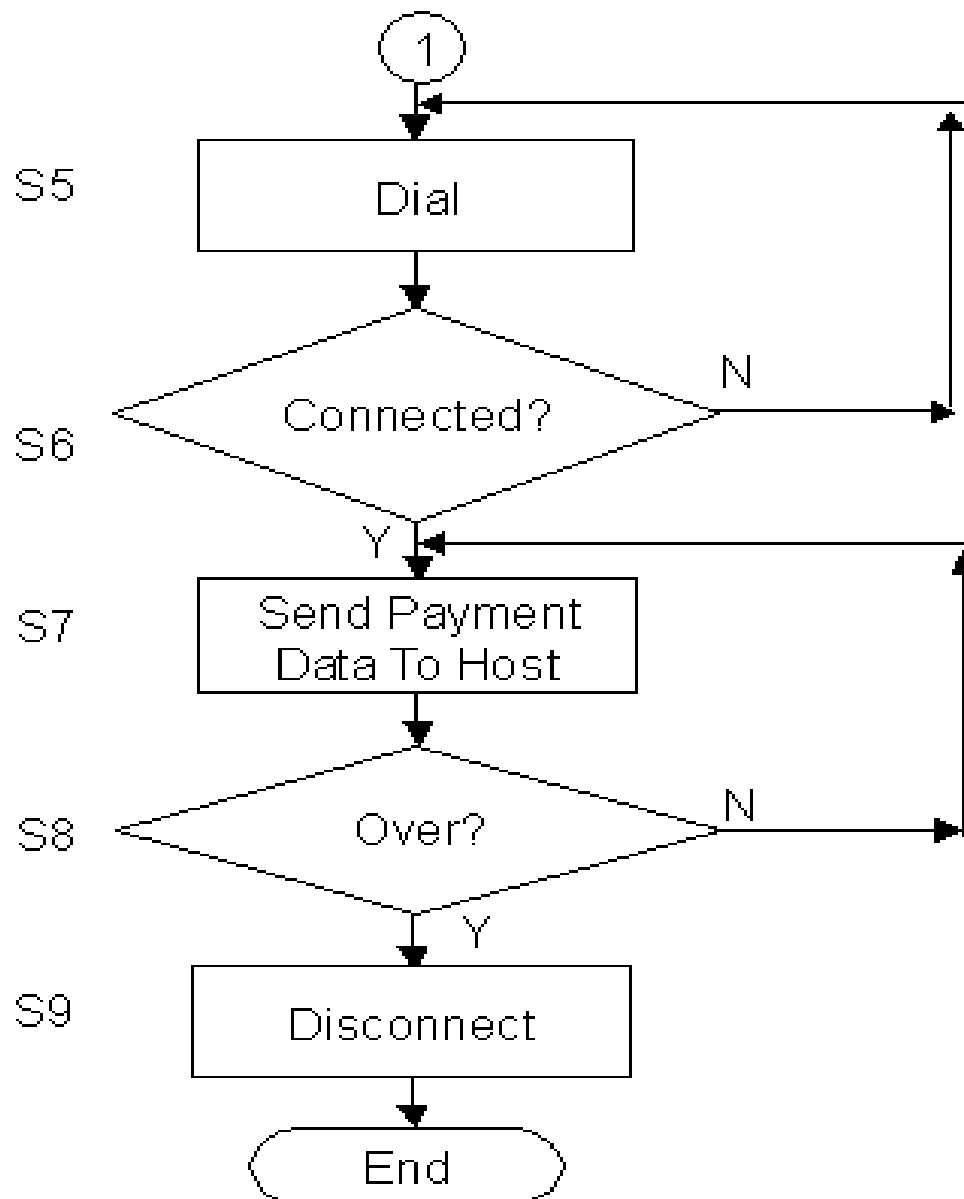 1
S5
Dial
N
Connected?
S6
Y
S7
Send Payment
Data To Host
N
S8
Over?
Y
S9
Disconnect
End